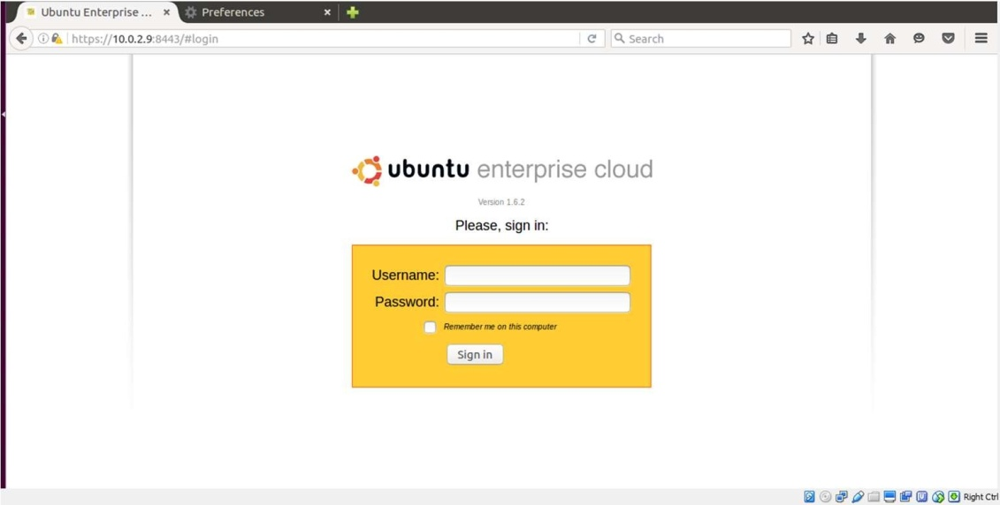 Ubuntu Enterprise ...
Preferences
https://10.0.2.9:8443/#login
Search
ubuntu enterprise cloud
Version 1.6.2
Please, sign in:
Username:
Password:
Remember me on this computer
Sign in
Right Ctrl